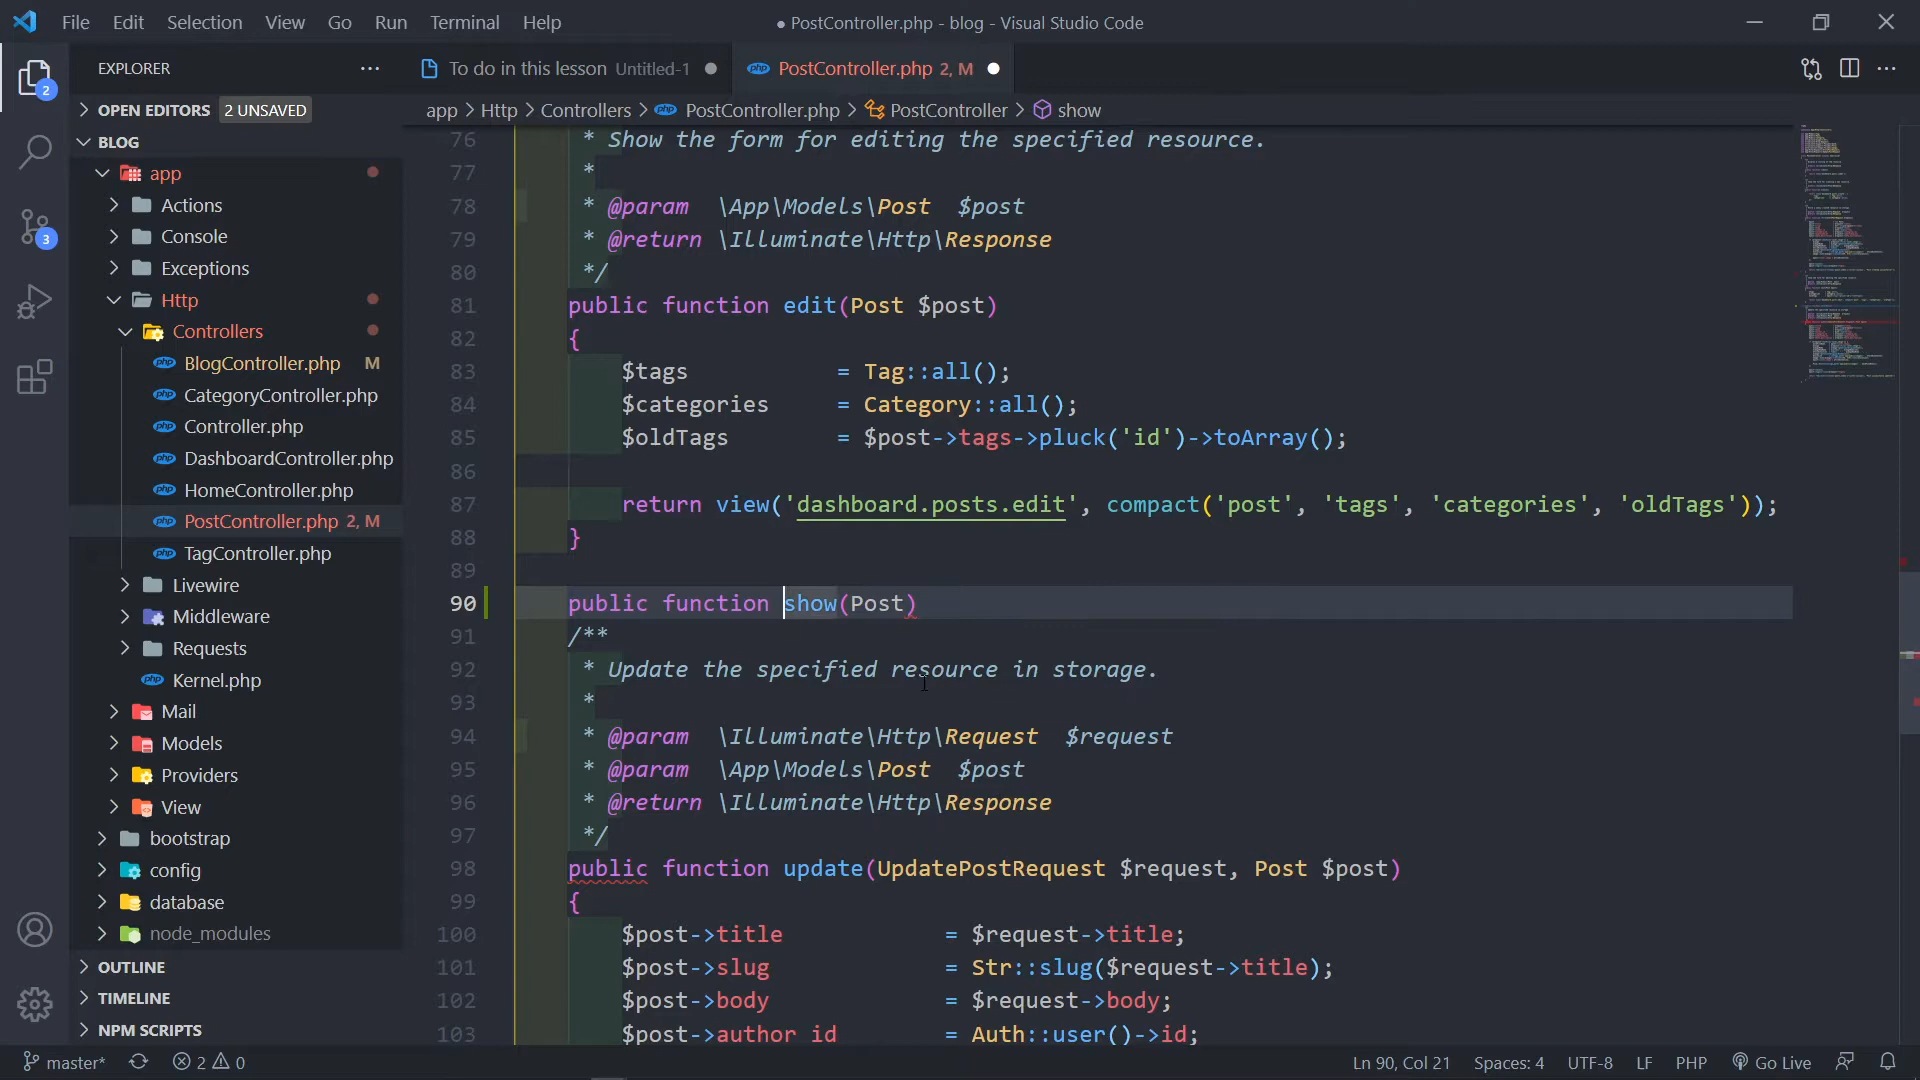 File Edit Selection View Go Run Terminal Help
● PostController.php - blog - Visual Studio Code
EXPLORER ···
To do in this lesson Untitled-1 ●
PostController.php 2, M ●
OPEN EDITORS 2 UNSAVED
app > Http > Controllers > PostController.php > PostController > show
BLOG
app
Actions
Console
Exceptions
Http
Controllers
BlogController.php M
CategoryController.php
Controller.php
DashboardController.php
HomeController.php
PostController.php 2, M
TagController.php
Livewire
Middleware
Requests
Kernel.php
Mail
Models
Providers
View
bootstrap
config
database
node_modules
OUTLINE
TIMELINE
NPM SCRIPTS
2
3
76 * Show the form for editing the specified resource.
77 *
78 * @param \App\Models\Post $post
79 * @return \Illuminate\Http\Response
80 */
81 public function edit(Post $post)
82 {
83 $tags = Tag::all();
84 $categories = Category::all();
85 $oldTags = $post->tags->pluck('id')->toArray();
86
87 return view('dashboard.posts.edit', compact('post', 'tags', 'categories', 'oldTags'));
88 }
89
90 public function show(Post)
91 /**
92 * Update the specified resource in storage.
93 *
94 * @param \Illuminate\Http\Request $request
95 * @param \App\Models\Post $post
96 * @return \Illuminate\Http\Response
97 */
98 public function update(UpdatePostRequest $request, Post $post)
99 {
100 $post->title = $request->title;
101 $post->slug = Str::slug($request->title);
102 $post->body = $request->body;
103 $post->author_id = Auth::user()->id;
master* 2 0
Ln 90, Col 21 Spaces: 4 UTF-8 LF PHP Go Live